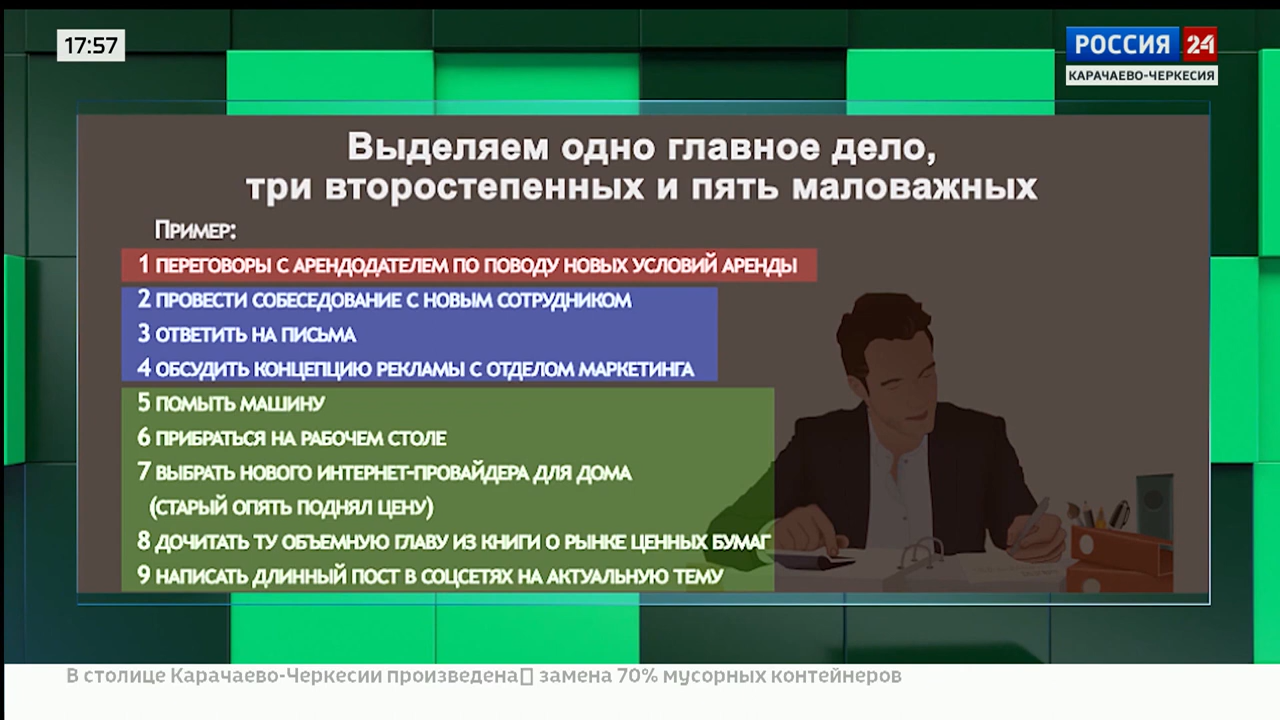 17:57
РОССИЯ 24
КАРАЧАЕВО-ЧЕРКЕСИЯ
Выделяем одно главное дело,
три второстепенных и пять маловажных
Пример:
1 ПЕРЕГОВОРЫ С АРЕНДОДАТЕЛЕМ ПО ПОВОДУ НОВЫХ УСЛОВИЙ АРЕНДЫ
2 ПРОВЕСТИ СОБЕСЕДОВАНИЕ С НОВЫМ СОТРУДНИКОМ
3 ОТВЕТИТЬ НА ПИСЬМА
4 ОБСУДИТЬ КОНЦЕПЦИЮ РЕКЛАМЫ С ОТДЕЛОМ МАРКЕТИНГА
5 ПОМЫТЬ МАШИНУ
6 ПРИБРАТЬСЯ НА РАБОЧЕМ СТОЛЕ
7 ВЫБРАТЬ НОВОГО ИНТЕРНЕТ-ПРОВАЙДЕРА ДЛЯ ДОМА
(СТАРЫЙ ОПЯТЬ ПОДНЯЛ ЦЕНУ)
8 ДОЧИТАТЬ ТУ ОБЪЕМНУЮ ГЛАВУ ИЗ КНИГИ О РЫНКЕ ЦЕННЫХ БУМАГ
9 НАПИСАТЬ ДЛИННЫЙ ПОСТ В СОЦСЕТЯХ НА АКТУАЛЬНУЮ ТЕМУ
В столице Карачаево-Черкесии произведена▯ замена 70% мусорных контейнеров